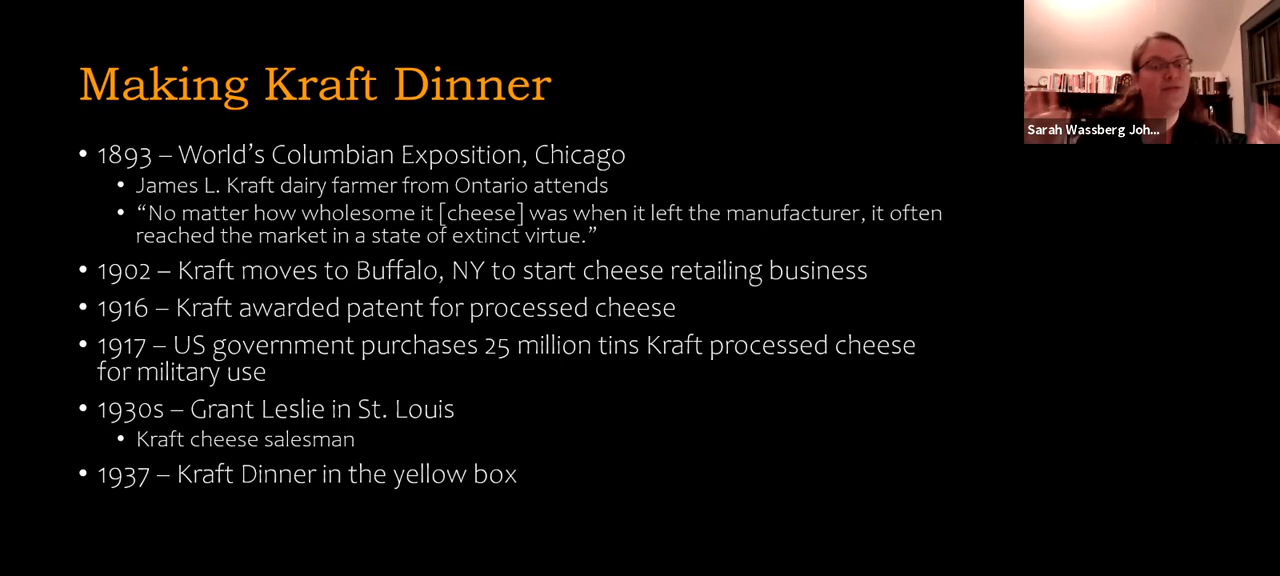 Making Kraft Dinner
• 1893 – World's Columbian Exposition, Chicago
• James L. Kraft dairy farmer from Ontario attends
• “No matter how wholesome it [cheese] was when it left the manufacturer, it often
reached the market in a state of extinct virtue.”
• 1902 – Kraft moves to Buffalo, NY to start cheese retailing business
• 1916 – Kraft awarded patent for processed cheese
• 1917 – US government purchases 25 million tins Kraft processed cheese
for military use
• 1930s – Grant Leslie in St. Louis
• Kraft cheese salesman
• 1937 – Kraft Dinner in the yellow box
Sarah Wassberg Joh...